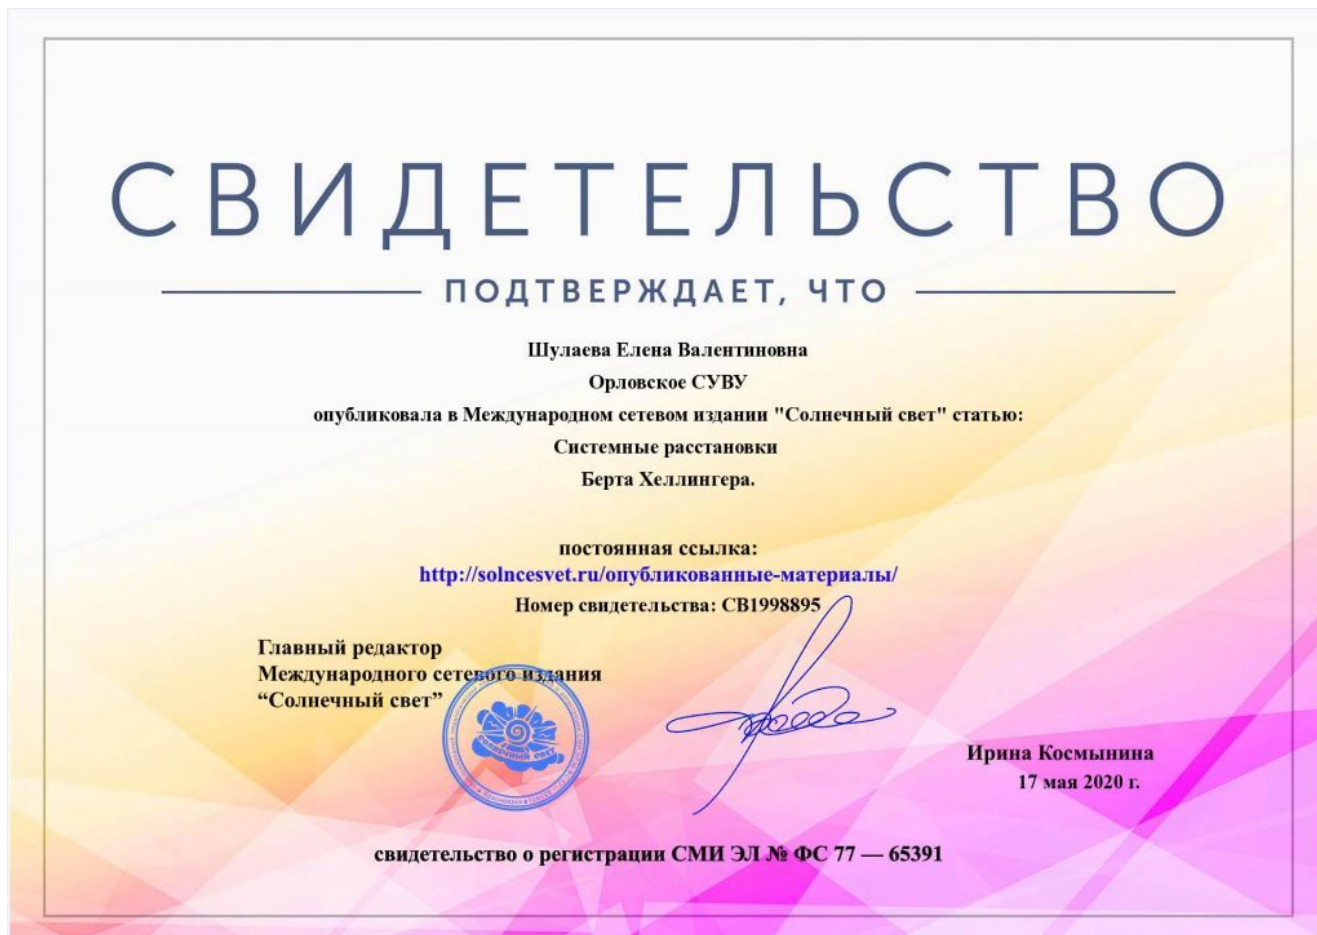 СВИДЕТЕЛЬСТВО
ПОДТВЕРЖДАЕТ, ЧТО
Шулаева Елена Валентиновна
Орловское СУВУ
опубликовала в Международном сетевом издании "Солнечный свет" статью:
Системные расстановки
Берта Хеллингера.
постоянная ссылка:
http://solncesvet.ru/опубликованные-материалы/
Номер свидетельства: СВ1998895
Главный редактор
Международного сетевого издания
“Солнечный свет”
СОЛНЕЧНЫЙ СВЕТ
Ирина Космынина
17 мая 2020 г.
свидетельство о регистрации СМИ ЭЛ № ФС 77 — 65391